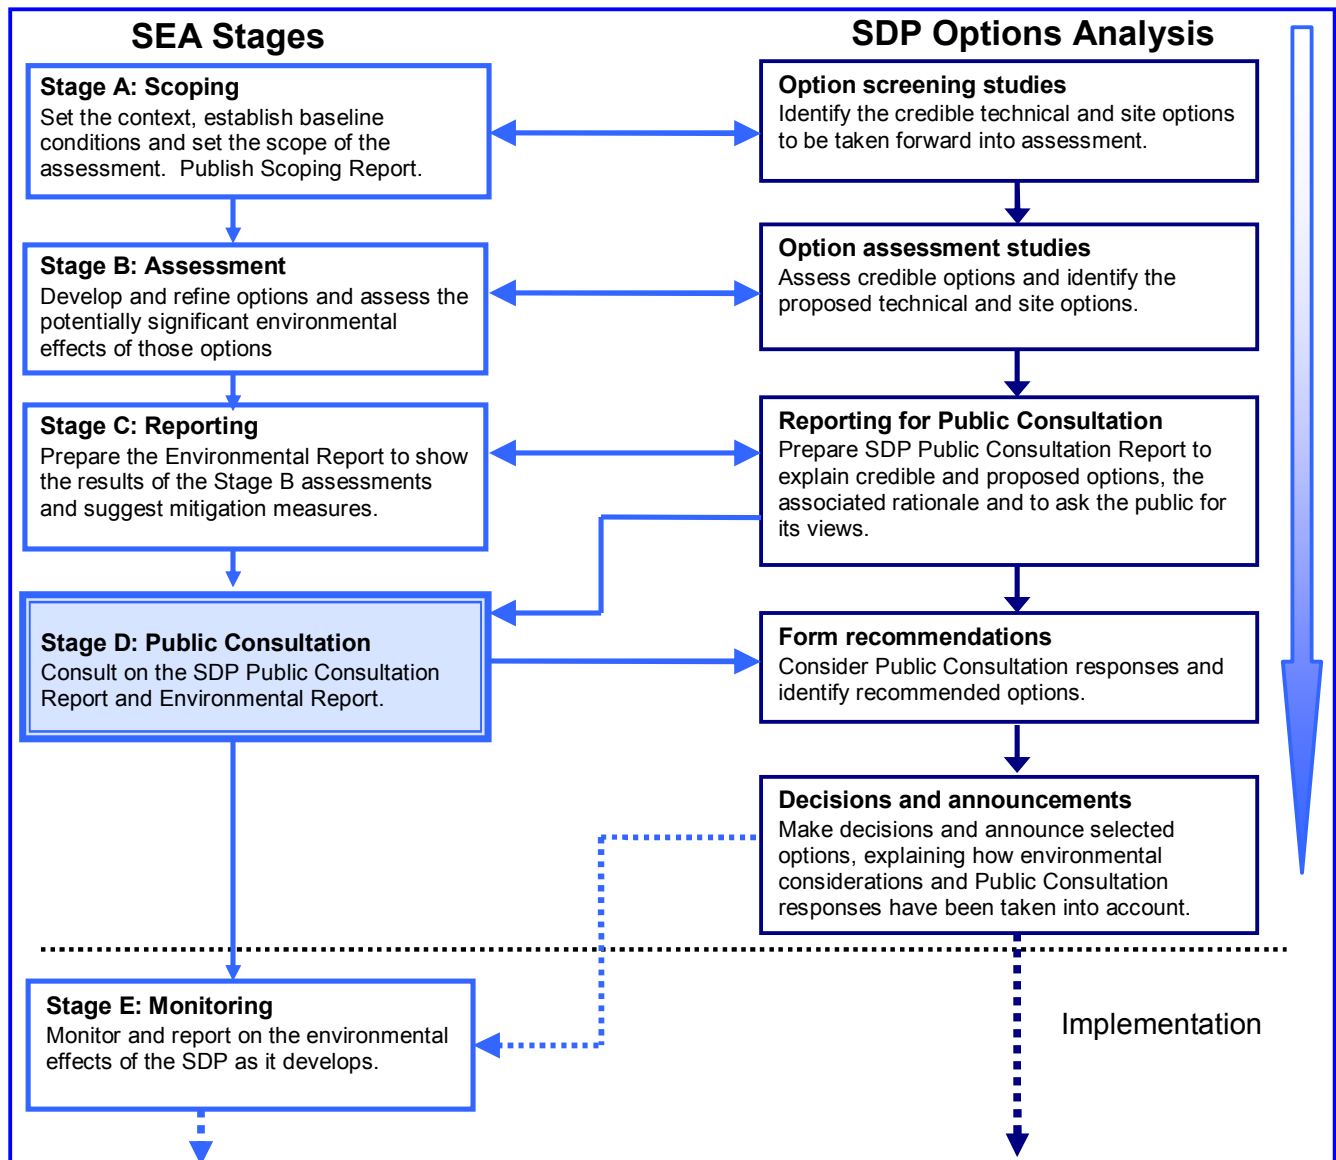 SEA Stages
SDP Options Analysis
Stage A: Scoping
Set the context, establish baseline
conditions and set the scope of the
assessment.  Publish Scoping Report.
Option screening studies
Identify the credible technical and site options
to be taken forward into assessment.
Stage B: Assessment
Develop and refine options and assess the
potentially significant environmental
effects of those options
Option assessment studies
Assess credible options and identify the
proposed technical and site options.
Stage C: Reporting
Prepare the Environmental Report to show
the results of the Stage B assessments
and suggest mitigation measures.
Reporting for Public Consultation
Prepare SDP Public Consultation Report to
explain credible and proposed options, the
associated rationale and to ask the public for
its views.
Stage D: Public Consultation
Consult on the SDP Public Consultation
Report and Environmental Report.
Form recommendations
Consider Public Consultation responses and
identify recommended options.
Decisions and announcements
Make decisions and announce selected
options, explaining how environmental
considerations and Public Consultation
responses have been taken into account.
Stage E: Monitoring
Monitor and report on the environmental
effects of the SDP as it develops.
Implementation